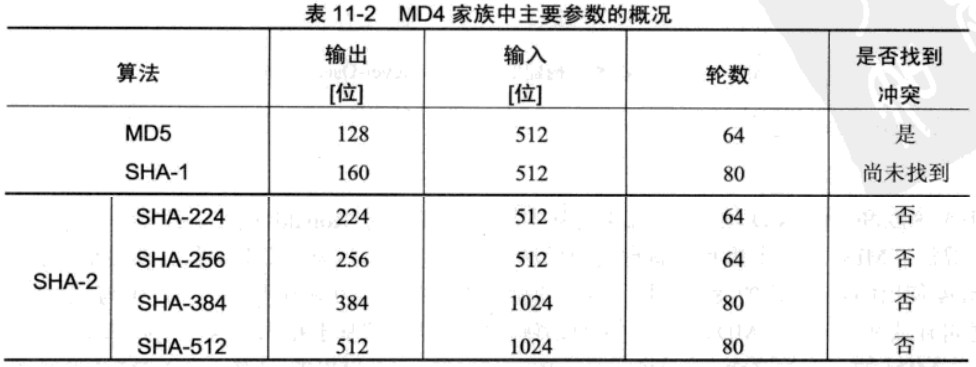 表 11-2 MD4 家族中主要参数的概况
算法 输出[位] 输入[位] 轮数 是否找到冲突
MD5 128 512 64 是
SHA-1 160 512 80 尚未找到
SHA-2
SHA-224 224 512 64 否
SHA-256 256 512 64 否
SHA-384 384 1024 80 否
SHA-512 512 1024 80 否